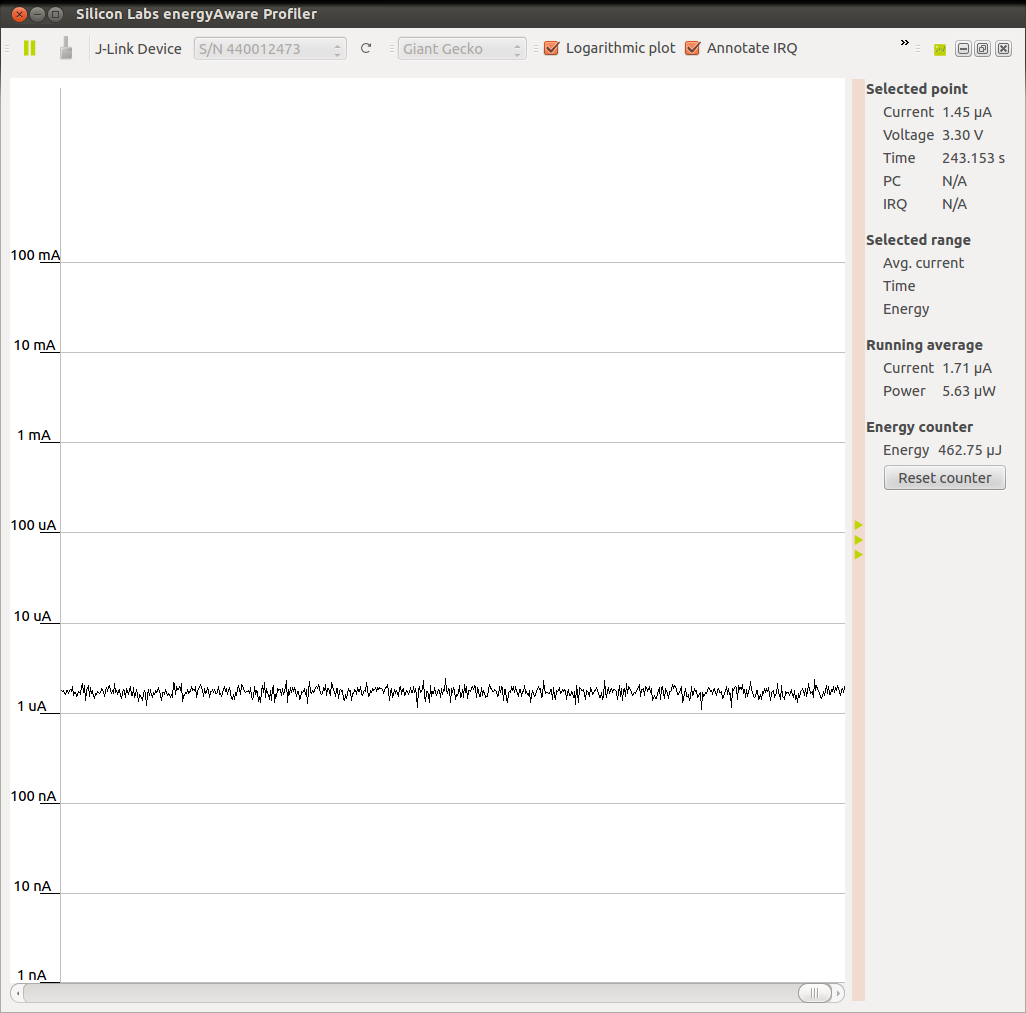 Silicon Labs energyAware Profiler
J-Link Device S/N 440012473 Giant Gecko Logarithmic plot Annotate IRQ »
100 mA
10 mA
1 mA
100 uA
10 uA
1 uA
100 nA
10 nA
1 nA
Selected point
Current 1.45 µA
Voltage 3.30 V
Time 243.153 s
PC N/A
IRQ N/A
Selected range
Avg. current
Time
Energy
Running average
Current 1.71 µA
Power 5.63 µW
Energy counter
Energy 462.75 µJ
Reset counter